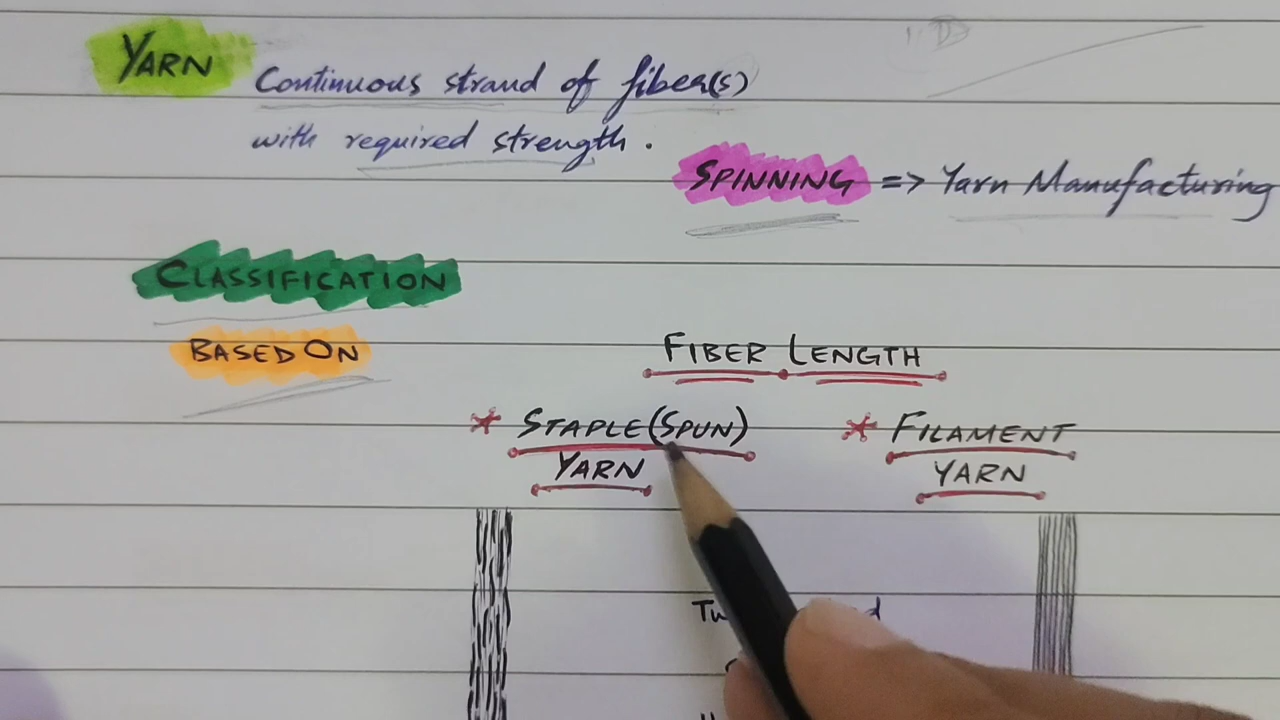 YARN Continuous strand of fiber(s)
with required strength.
SPINNING => Yarn Manufacturing
CLASSIFICATION
BASED ON FIBER LENGTH
* STAPLE (SPUN) * FILAMENT
YARN YARN